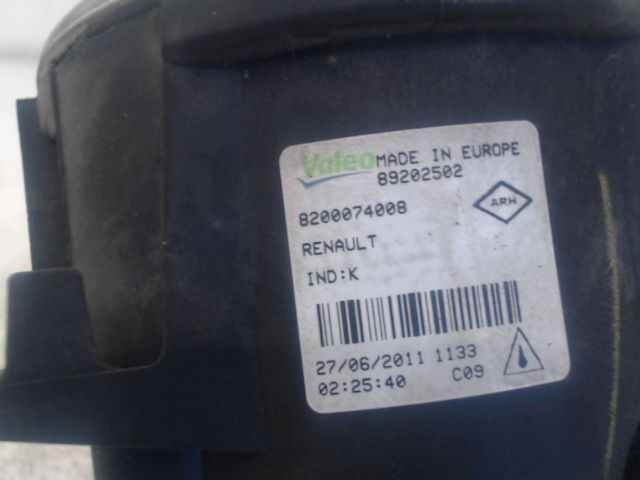 Valeo MADE IN EUROPE
89202502
8200074008
ARH
RENAULT
IND:K
27/06/2011 1133
02:25:40 C09